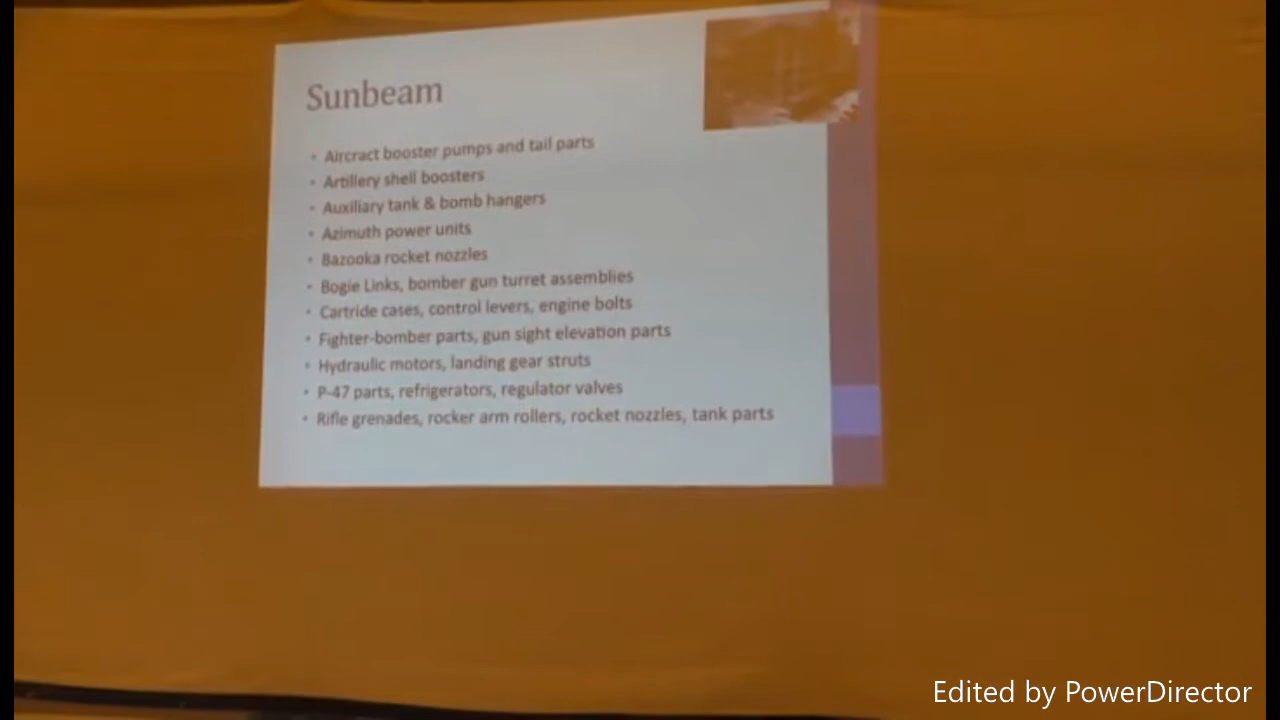 Sunbeam
• Aircract booster pumps and tail parts
• Artillery shell boosters
• Auxiliary tank & bomb hangers
• Azimuth power units
• Bazooka rocket nozzles
• Bogie Links, bomber gun turret assemblies
• Cartride cases, control levers, engine bolts
• Fighter-bomber parts, gun sight elevation parts
• Hydraulic motors, landing gear struts
• P-47 parts, refrigerators, regulator valves
• Rifle grenades, rocker arm rollers, rocket nozzles, tank parts
Edited by PowerDirector